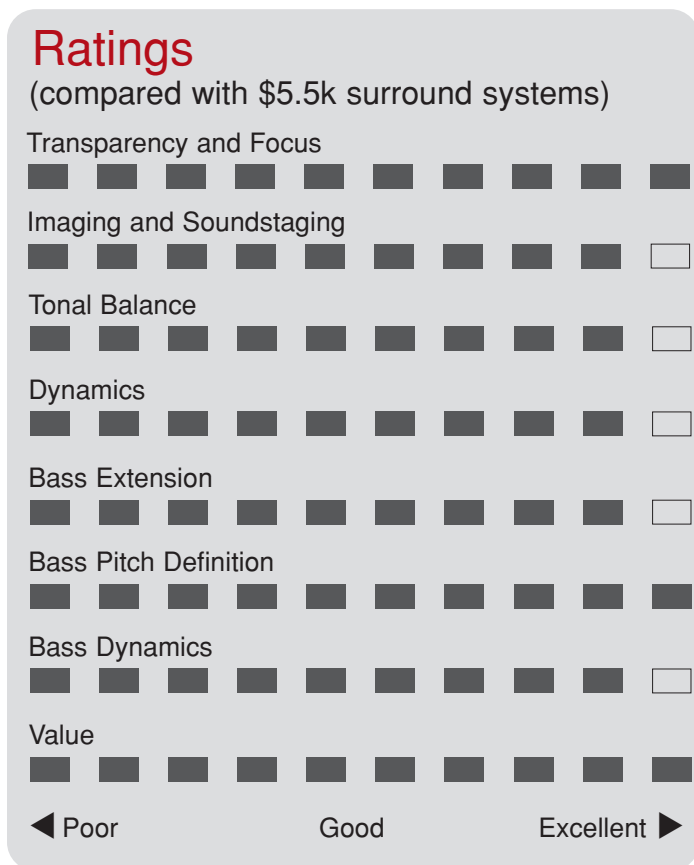 Ratings
(compared with $5.5k surround systems)
Transparency and Focus
Imaging and Soundstaging
Tonal Balance
Dynamics
Bass Extension
Bass Pitch Definition
Bass Dynamics
Value
Poor Good Excellent